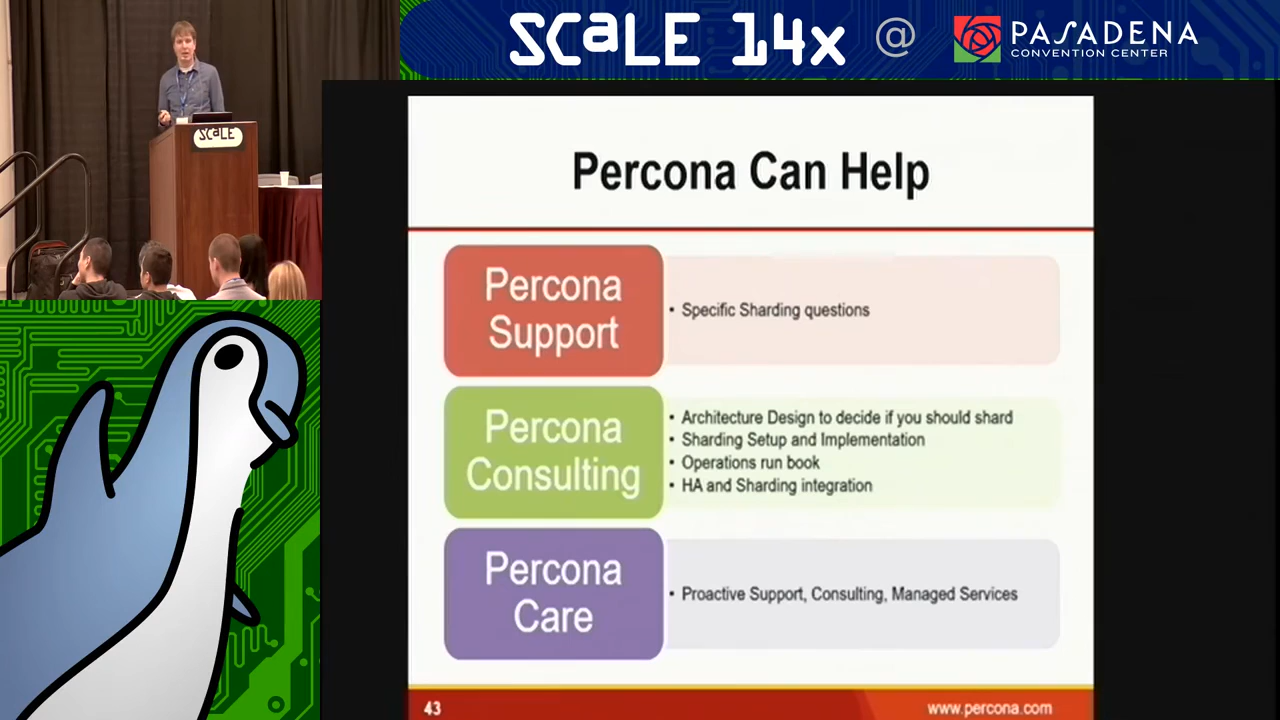 SCaLE 14x @ PASADENA
CONVENTION CENTER
SCaLE
Percona Can Help
Percona
Support
• Specific Sharding questions
Percona
Consulting
• Architecture Design to decide if you should shard
• Sharding Setup and Implementation
• Operations run book
• HA and Sharding integration
Percona
Care
• Proactive Support, Consulting, Managed Services
43
www.percona.com